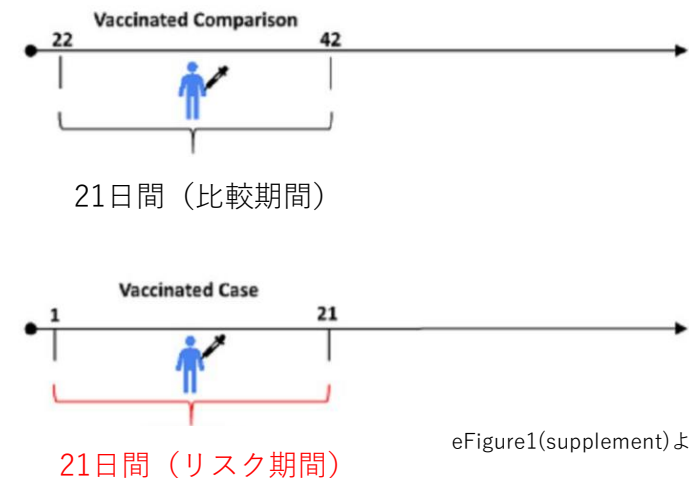 Vaccinated Comparison
22 42
21日間（比較期間）
Vaccinated Case
1 21
eFigure1(supplement)よ
21日間（リスク期間）